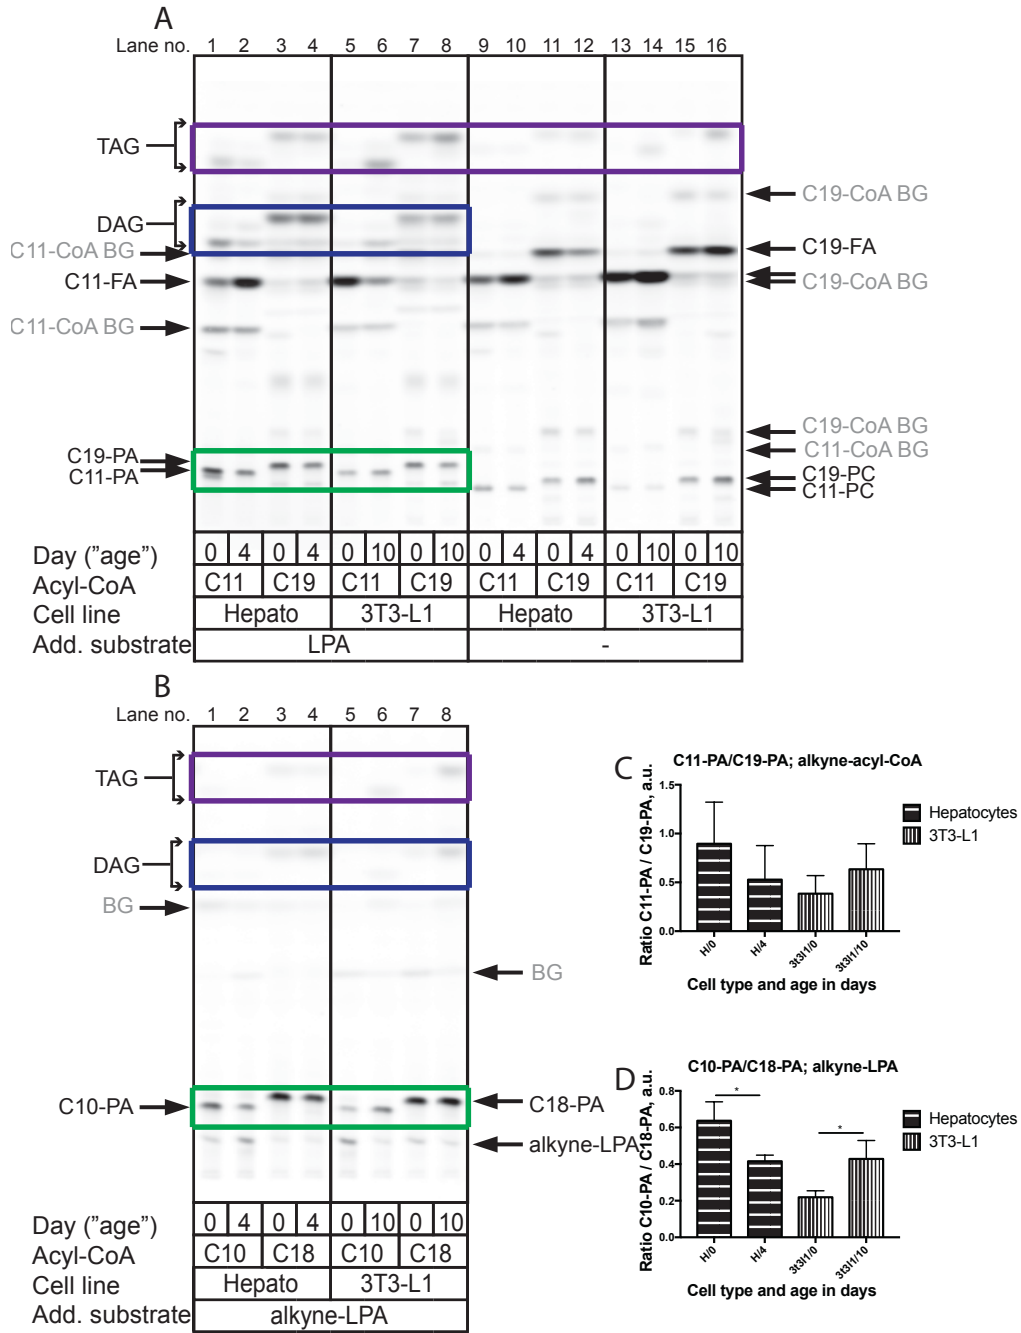 A
Lane no. 1 2 3 4 5 6 7 8 9 10 11 12 13 14 15 16
TAG
DAG
C11-CoA BG
C11-FA
C11-CoA BG
C19-PA
C11-PA
C19-CoA BG
C19-FA
C19-CoA BG
C19-CoA BG
C11-CoA BG
C19-PC
C11-PC
Day ("age") 0 4 0 4 0 10 0 10 0 4 0 4 0 10 0 10
Acyl-CoA C11 C19 C11 C19 C11 C19 C11 C19
Cell line Hepato 3T3-L1 Hepato 3T3-L1
Add. substrate LPA -
B
Lane no. 1 2 3 4 5 6 7 8
TAG
DAG
BG
BG
C10-PA
C18-PA
alkyne-LPA
Day ("age") 0 4 0 4 0 10 0 10
Acyl-CoA C10 C18 C10 C18
Cell line Hepato 3T3-L1
Add. substrate alkyne-LPA
C
C11-PA/C19-PA; alkyne-acyl-CoA
Ratio C11-PA / C19-PA, a.u.
1.5
1.0
0.5
0.0
H/0 H/4 3t3l1/0 3t3l1/10
Cell type and age in days
Hepatocytes
3T3-L1
D
C10-PA/C18-PA; alkyne-LPA
Ratio C10-PA / C18-PA, a.u.
0.8
0.6
0.4
0.2
0.0
* *
H/0 H/4 3t3l1/0 3t3l1/10
Cell type and age in days
Hepatocytes
3T3-L1